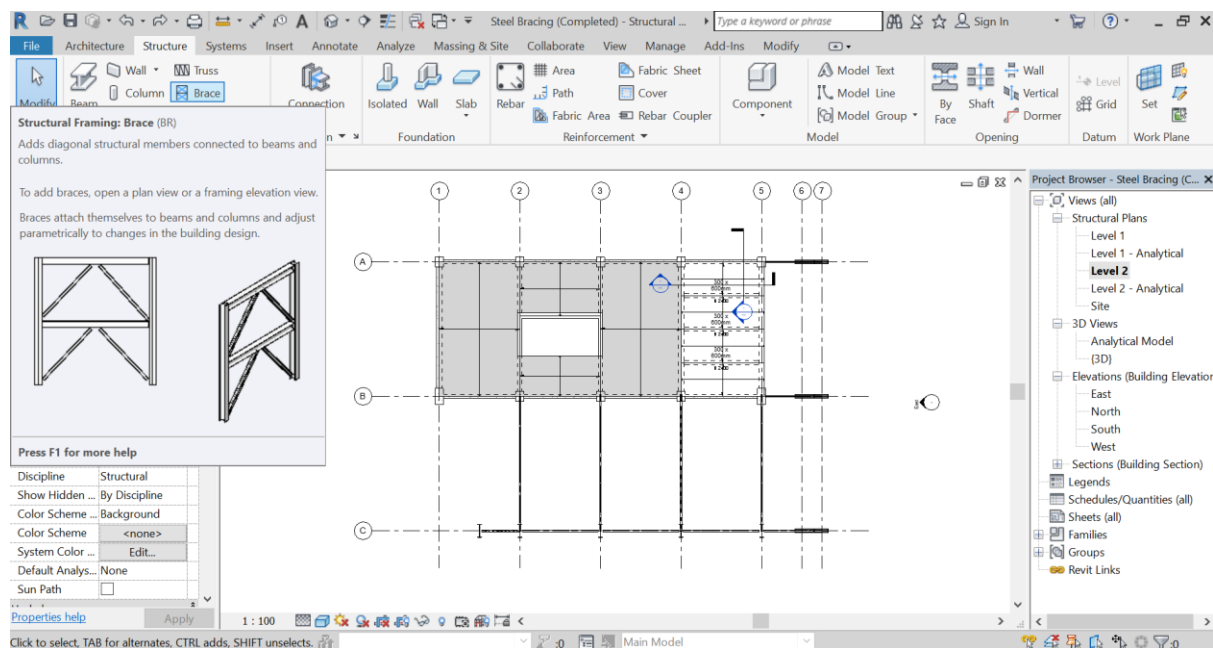 R A Steel Bracing (Completed) - Structural ... Type a keyword or phrase Sign In
File Architecture Structure Systems Insert Annotate Analyze Massing & Site Collaborate View Manage Add-Ins Modify
Wall Truss Area Fabric Sheet Model Text Wall Level
Column Brace Path Cover Model Line Vertical Grid
Modify Beam Connection Isolated Wall Slab Rebar Fabric Area Rebar Coupler Component Model Group By Face Shaft Dormer Set
Foundation Reinforcement Model Opening Datum Work Plane
Structural Framing: Brace (BR)
Adds diagonal structural members connected to beams and
columns.
To add braces, open a plan view or a framing elevation view.
Braces attach themselves to beams and columns and adjust
parametrically to changes in the building design.
Press F1 for more help
Discipline Structural
Show Hidden ... By Discipline
Color Scheme ... Background
Color Scheme <none>
System Color ... Edit...
Default Analys... None
Sun Path
Properties help Apply
1 2 3 4 5 6 7
A
B
C
300 x
600mm
300 x
600mm
300 x
600mm
1 : 100
Project Browser - Steel Bracing (C...
Views (all)
Structural Plans
Level 1
Level 1 - Analytical
Level 2
Level 2 - Analytical
Site
3D Views
Analytical Model
{3D}
Elevations (Building Elevation
East
North
South
West
Sections (Building Section)
Legends
Schedules/Quantities (all)
Sheets (all)
Families
Groups
Revit Links
Click to select, TAB for alternates, CTRL adds, SHIFT unselects. :0 Main Model :0